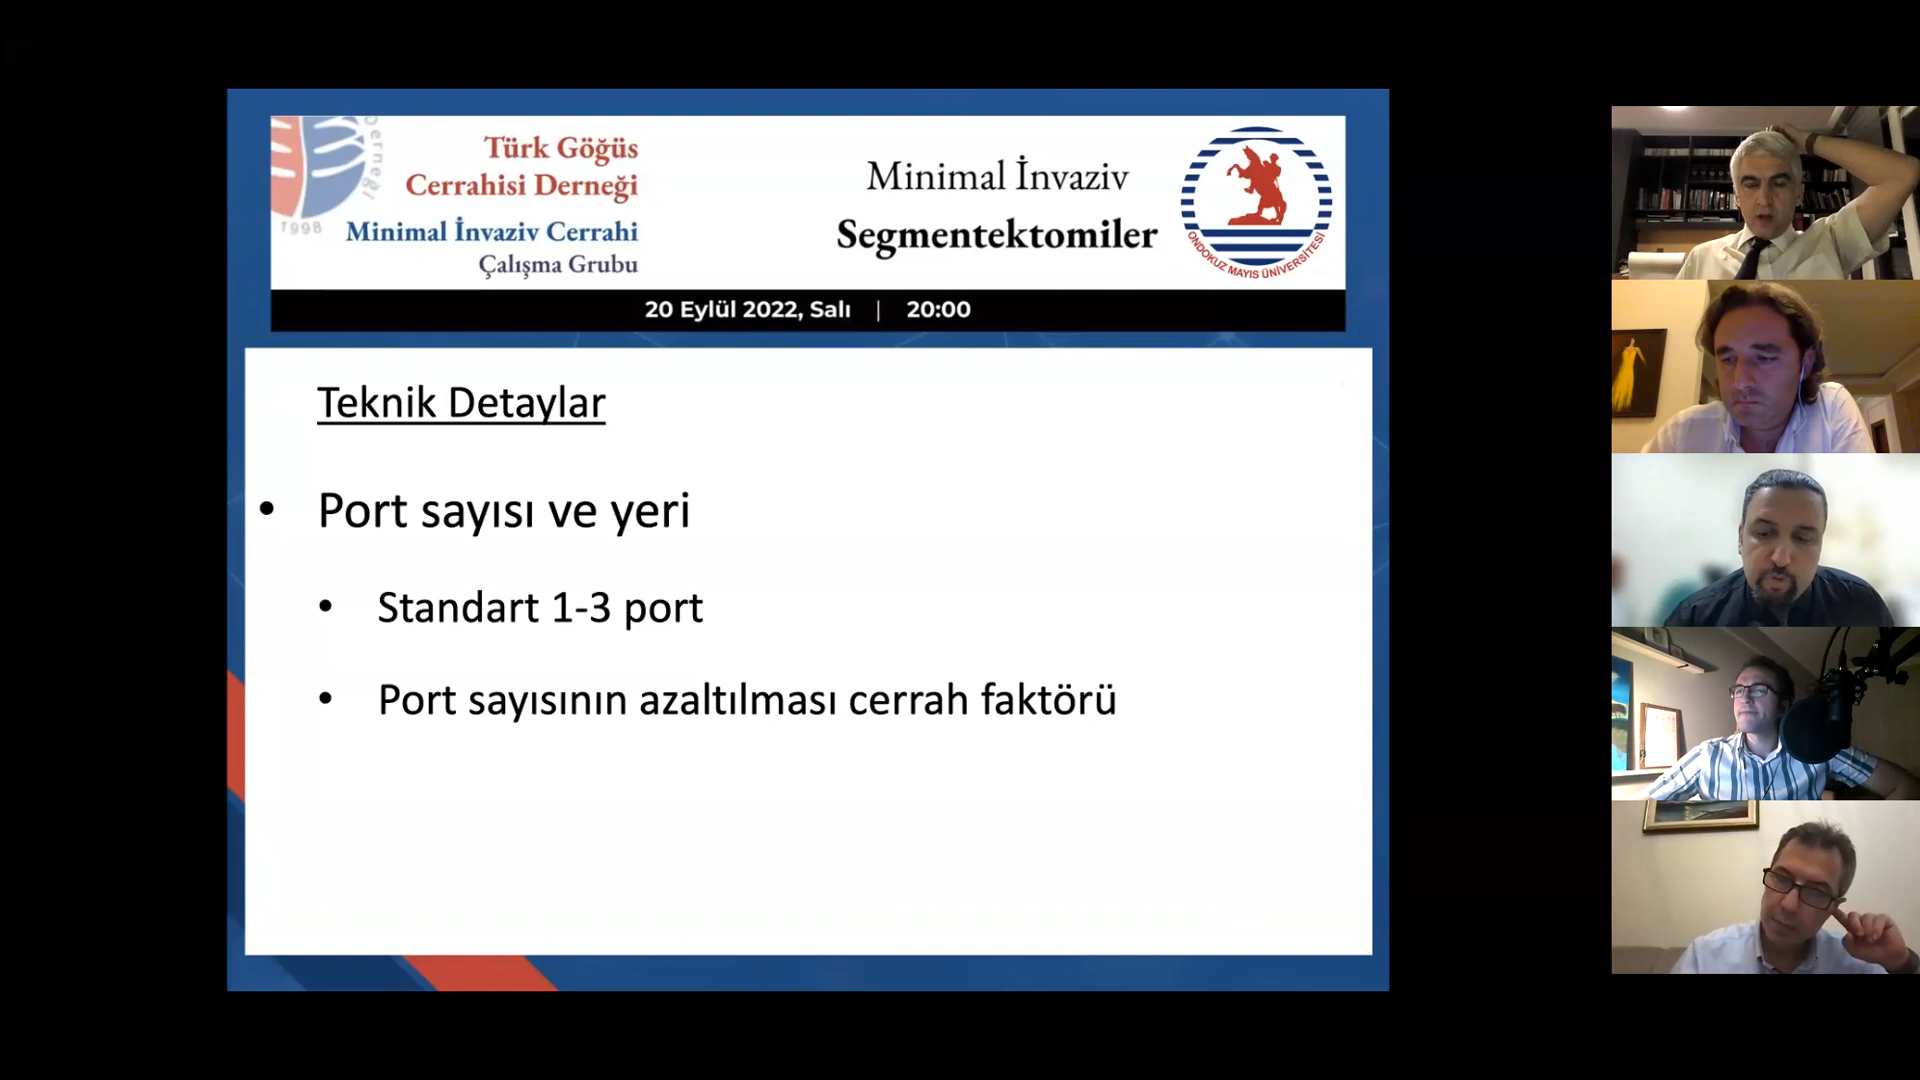 Derneği
1998
Türk Göğüs
Cerrahisi Derneği
Minimal İnvaziv Cerrahi
Çalışma Grubu
Minimal İnvaziv
Segmentektomiler
ONDOKUZ MAYIS ÜNİVERSİTESİ
20 Eylül 2022, Salı | 20:00
Teknik Detaylar
• Port sayısı ve yeri
• Standart 1-3 port
• Port sayısının azaltılması cerrah faktörü